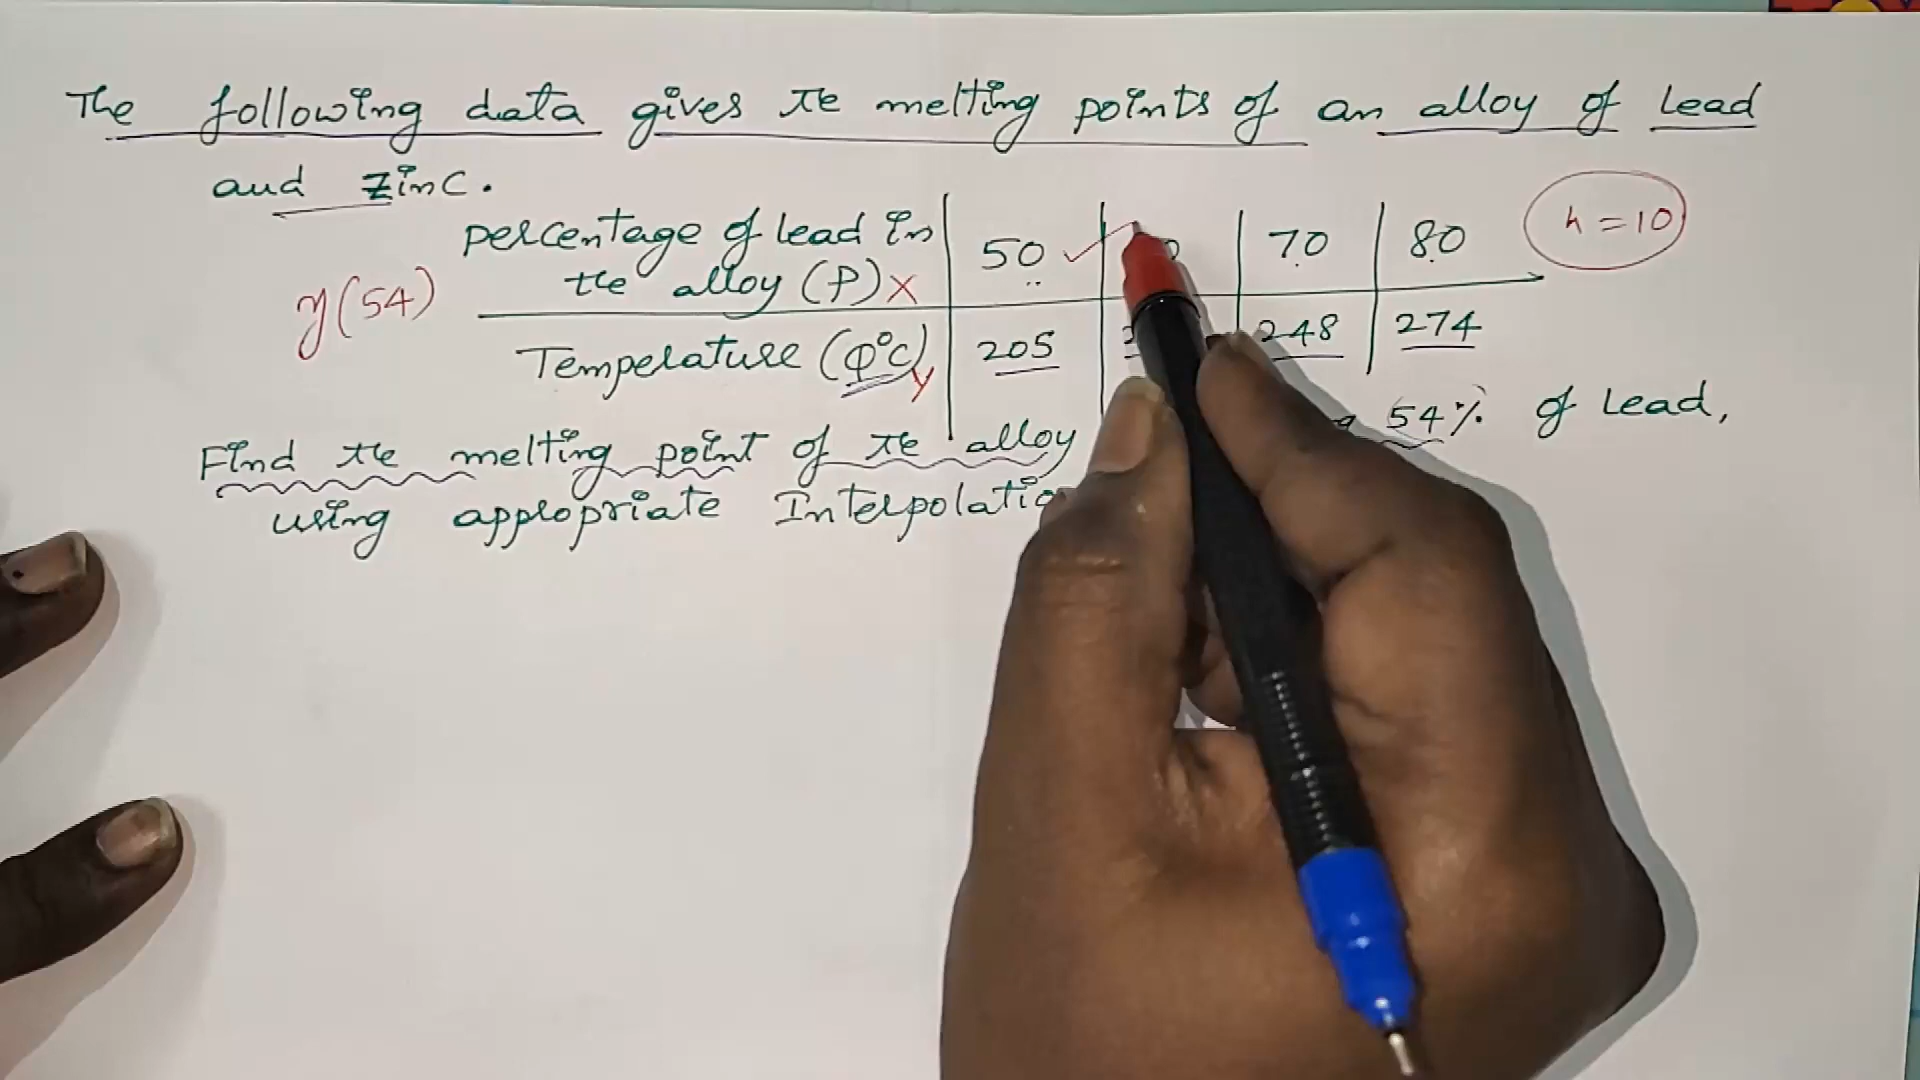 The following data gives the melting points of an alloy of Lead
and Zinc.
percentage of lead in
the alloy (P) X 50 70 80 h = 10
y(54)
Temperature (φ°C) y 205 248 274
Find the melting point of the alloy 54% of Lead,
using appropriate